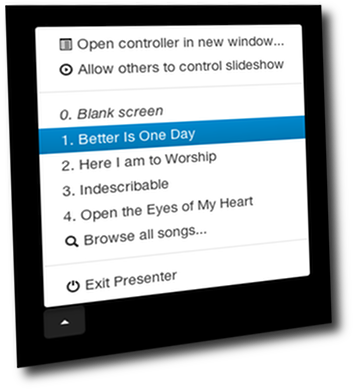 Open controller in new window...
Allow others to control slideshow
0. Blank screen
1. Better Is One Day
2. Here I am to Worship
3. Indescribable
4. Open the Eyes of My Heart
Browse all songs...
Exit Presenter